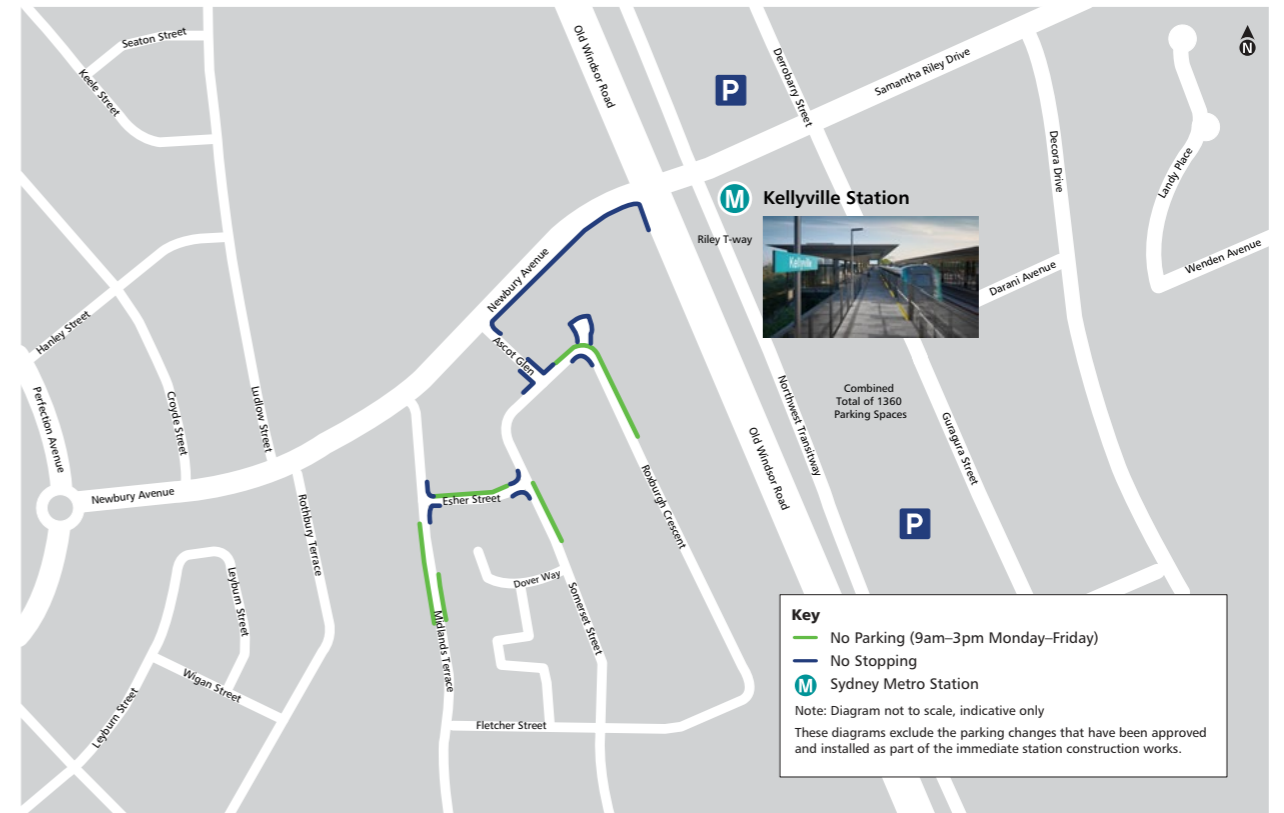 Seaton Street
Keele Street
Old Windsor Road
P
Derrobarry Street
Samantha Riley Drive
N
Decora Drive
Landy Place
M
Kellyville Station
Riley T-way
Kellyville
Newbury Avenue
Wenden Avenue
Darani Avenue
Hanley Street
Ascot Glen
Perfection Avenue
Croyde Street
Ludlow Street
Northwest Transitway
Combined
Total of 1360
Parking Spaces
Guragura Street
Old Windsor Road
Newbury Avenue
Rothbury Terrace
Esher Street
Roxburgh Crescent
P
Leyburn Street
Dover Way
Somerset Street
Midlands Terrace
Wigan Street
Leyburn Street
Fletcher Street
Key
No Parking (9am–3pm Monday–Friday)
No Stopping
M Sydney Metro Station
Note: Diagram not to scale, indicative only
These diagrams exclude the parking changes that have been approved
and installed as part of the immediate station construction works.